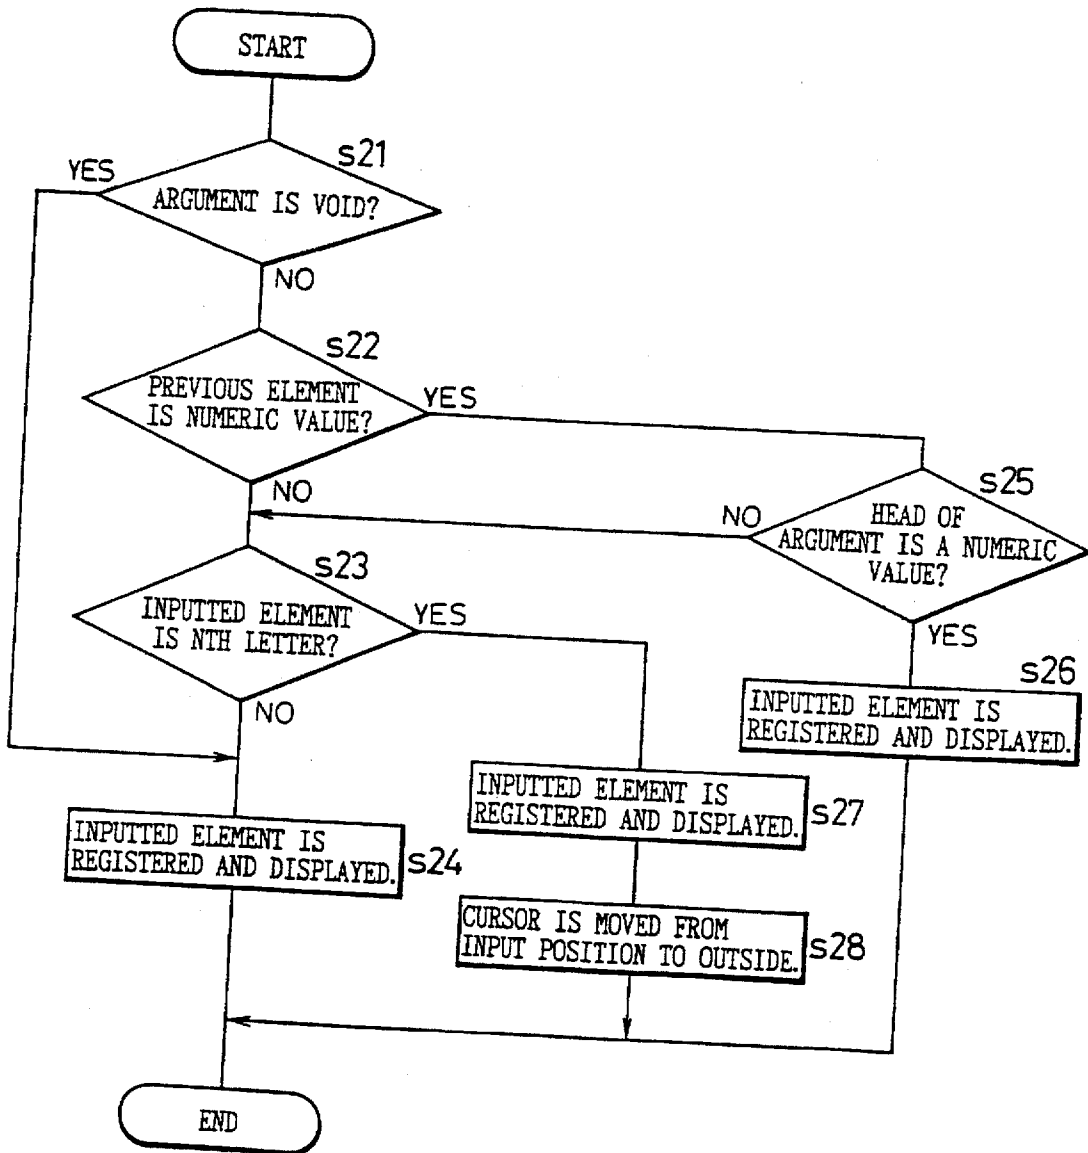 START
s21
YES
ARGUMENT IS VOID?
NO
s22
PREVIOUS ELEMENT
IS NUMERIC VALUE?
YES
NO
s25
NO
HEAD OF
ARGUMENT IS A NUMERIC
VALUE?
YES
s23
INPUTTED ELEMENT
IS NTH LETTER?
YES
NO
s26
INPUTTED ELEMENT IS
REGISTERED AND DISPLAYED.
INPUTTED ELEMENT IS
REGISTERED AND DISPLAYED.
s27
INPUTTED ELEMENT IS
REGISTERED AND DISPLAYED.
s24
CURSOR IS MOVED FROM
INPUT POSITION TO OUTSIDE.
s28
END